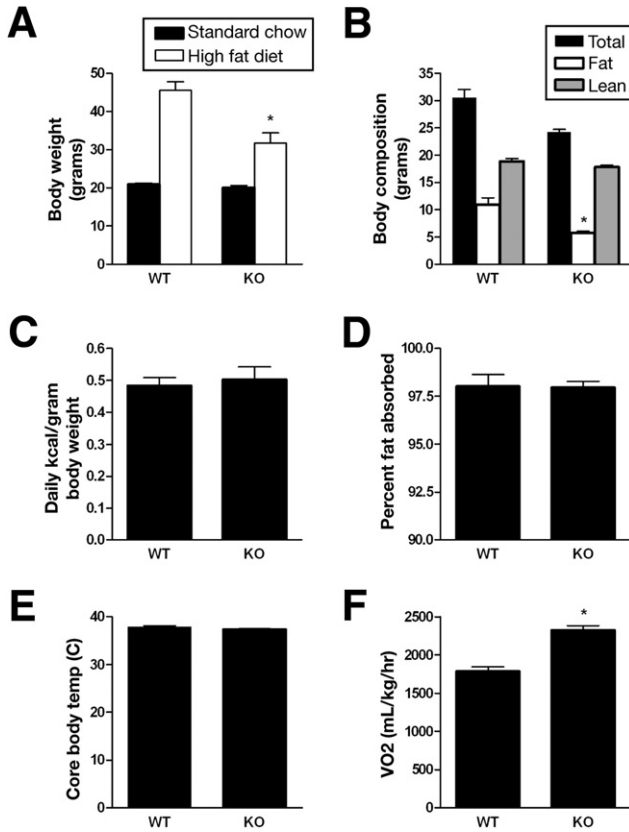 A
Standard chow
High fat diet
Body weight
(grams)
50
40
30
20
10
0
*
WT
KO
B
Total
Fat
Lean
Body composition
(grams)
35
30
25
20
15
10
5
0
*
WT
KO
C
Daily kcal/gram
body weight
0.6
0.5
0.4
0.3
0.2
0.1
0.0
WT
KO
D
Percent fat absorbed
100.0
97.5
95.0
92.5
90.0
WT
KO
E
Core body temp (C)
40
30
20
10
0
WT
KO
F
VO2 (mL/kg/hr)
2500
2000
1500
1000
500
0
*
WT
KO